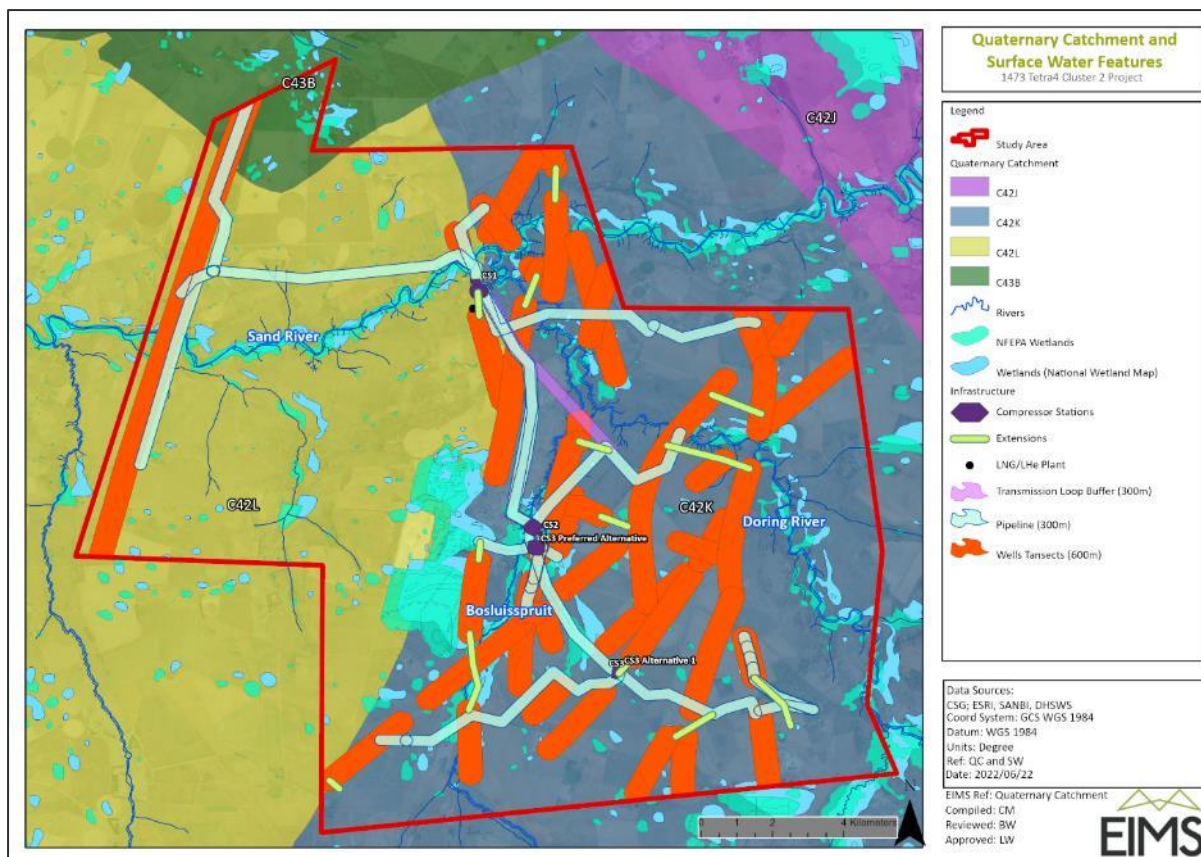 Quaternary Catchment and
Surface Water Features
1473 Tetra4 Cluster 2 Project
Legend
Study Area
Quaternary Catchment
C42J
C42K
C42L
C43B
Rivers
NFEPA Wetlands
Wetlands (National Wetland Map)
Infrastructure
Compressor Stations
Extensions
LNG/LHe Plant
Transmission Loop Buffer (300m)
Pipeline (300m)
Wells Tansects (600m)
Data Sources:
CSG; ESRI, SANBI, DHSWS
Coord System: GCS WGS 1984
Datum: WGS 1984
Units: Degree
Ref: QC and SW
Date: 2022/06/22
EIMS Ref: Quaternary Catchment
Compiled: CM
Reviewed: BW
Approved: LW
EIMS
C43B
C42J
CS1
Sand River
C42L
C42K
CS2
CS3 Preferred Alternative
Doring River
Bosluisspruit
CS3 CS3 Alternative 1
0 1 2 4 Kilometers